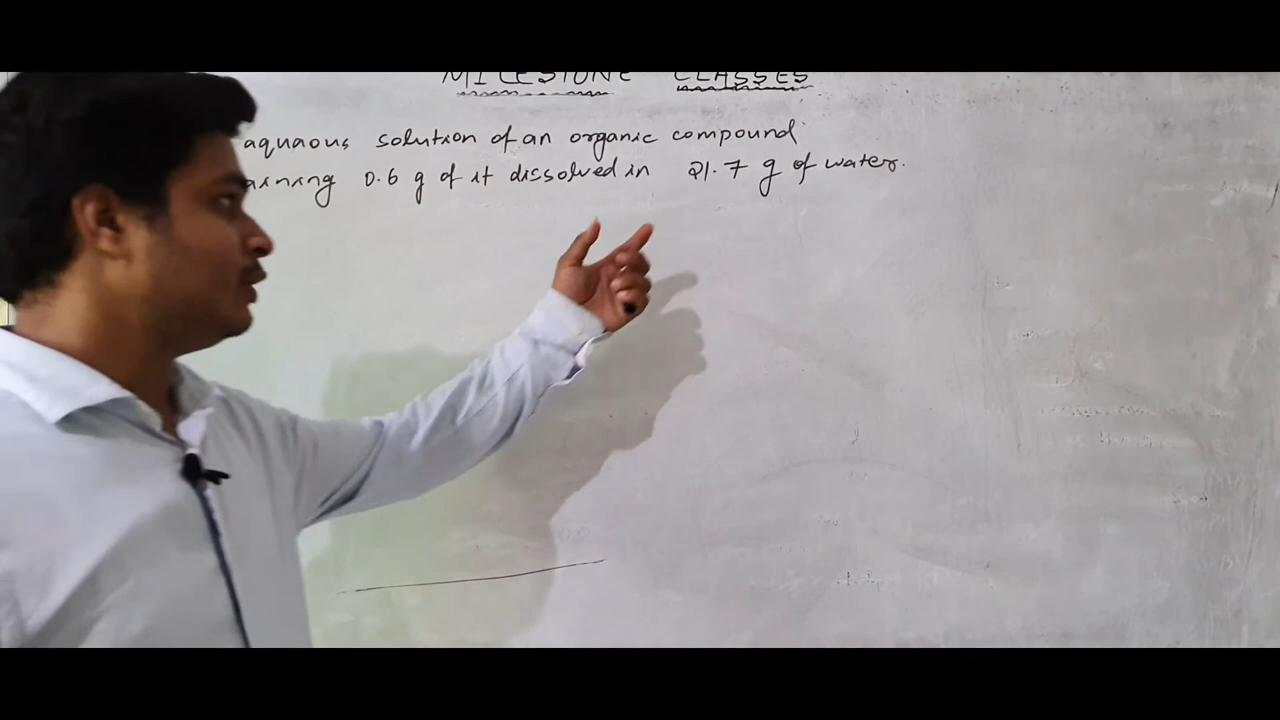 MILESTONE CLASSES
aquaous solution of an organic compound
aining 0.6 g of it dissolved in 21.7 g of water.